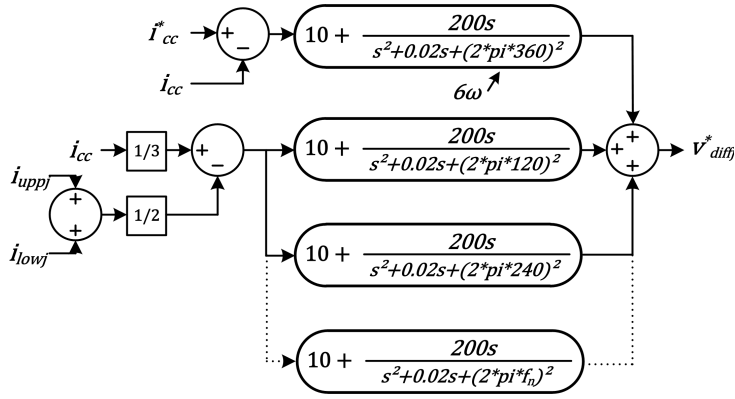 i*cc
+
−
10 + 200s
s²+0.02s+(2*pi*360)²
icc
6ω
icc
1/3
+
−
10 + 200s
s²+0.02s+(2*pi*120)²
+
+
+
v*diffj
iuppj
+
+
1/2
ilowj
10 + 200s
s²+0.02s+(2*pi*240)²
10 + 200s
s²+0.02s+(2*pi*fn)²